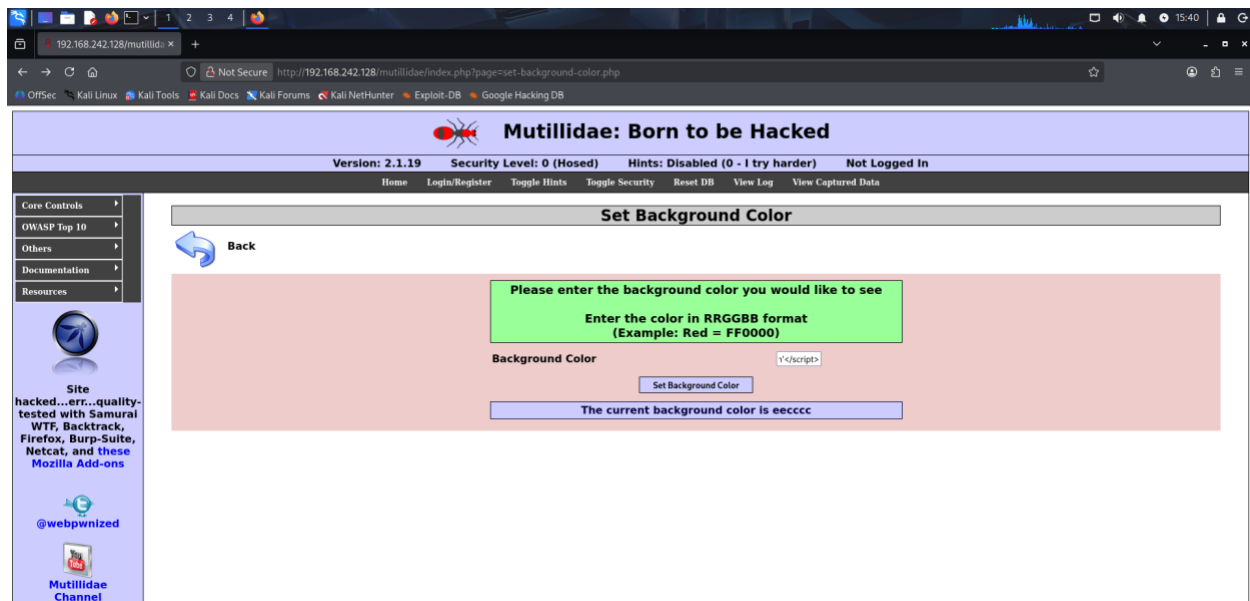 1 2 3 4
15:40
192.168.242.128/mutillida
Not Secure http://192.168.242.128/mutillidae/index.php?page=set-background-color.php
OffSec Kali Linux Kali Tools Kali Docs Kali Forums Kali NetHunter Exploit-DB Google Hacking DB
Mutillidae: Born to be Hacked
Version: 2.1.19 Security Level: 0 (Hosed) Hints: Disabled (0 - I try harder) Not Logged In
Home Login/Register Toggle Hints Toggle Security Reset DB View Log View Captured Data
Core Controls
OWASP Top 10
Others
Documentation
Resources
Site
hacked...err...quality-
tested with Samurai
WTF, Backtrack,
Firefox, Burp-Suite,
Netcat, and these
Mozilla Add-ons
@webpwnized
You
Tube
Mutillidae
Channel
Set Background Color
Back
Please enter the background color you would like to see
Enter the color in RRGGBB format
(Example: Red = FF0000)
Background Color
'</script>
Set Background Color
The current background color is eecccc